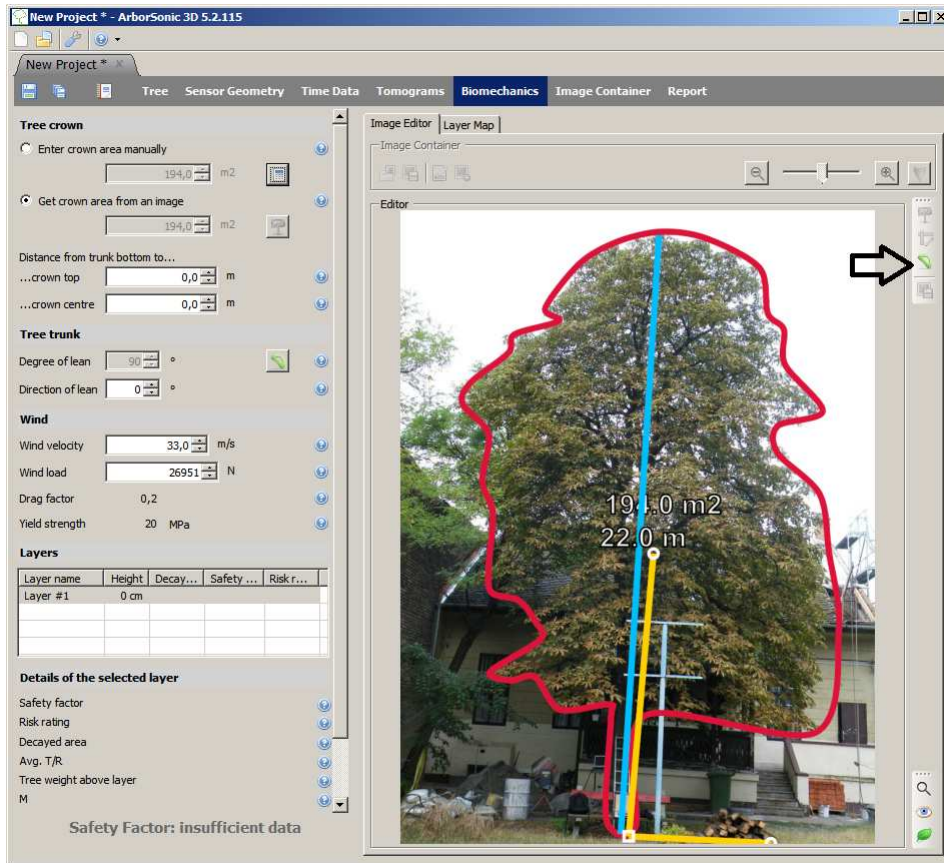 New Project * - ArborSonic 3D 5.2.115
New Project *
Tree Sensor Geometry Time Data Tomograms Biomechanics Image Container Report
Tree crown
Enter crown area manually
194,0 m2
Get crown area from an image
194,0 m2
Distance from trunk bottom to...
...crown top 0,0 m
...crown centre 0,0 m
Tree trunk
Degree of lean 90 °
Direction of lean 0 °
Wind
Wind velocity 33,0 m/s
Wind load 26951 N
Drag factor 0,2
Yield strength 20 MPa
Layers
Layer name Height Decay... Safety ... Risk r...
Layer #1 0 cm
Details of the selected layer
Safety factor
Risk rating
Decayed area
Avg. T/R
Tree weight above layer
M
Safety Factor: insufficient data
Image Editor Layer Map
Image Container
Editor
194.0 m2
22.0 m